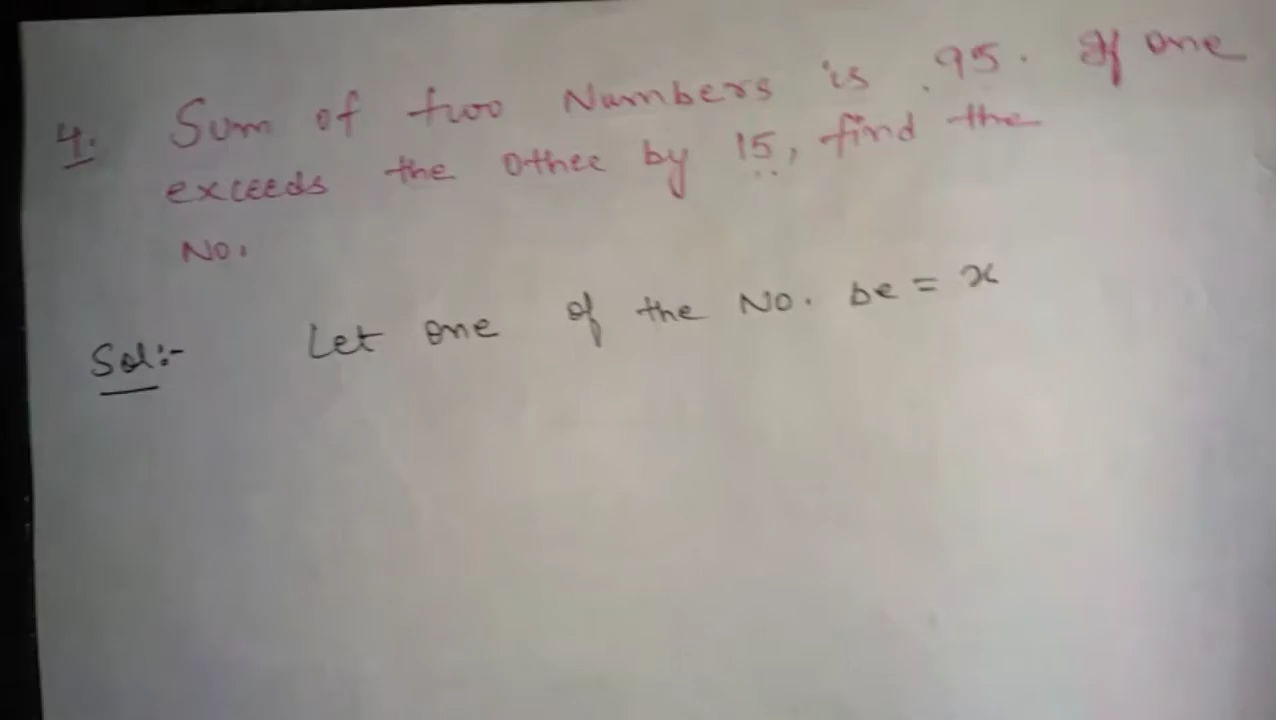 4. Sum of two Numbers is 95. If one
exceeds the other by 15, find the
No.
Sol:- Let one of the No. be = x